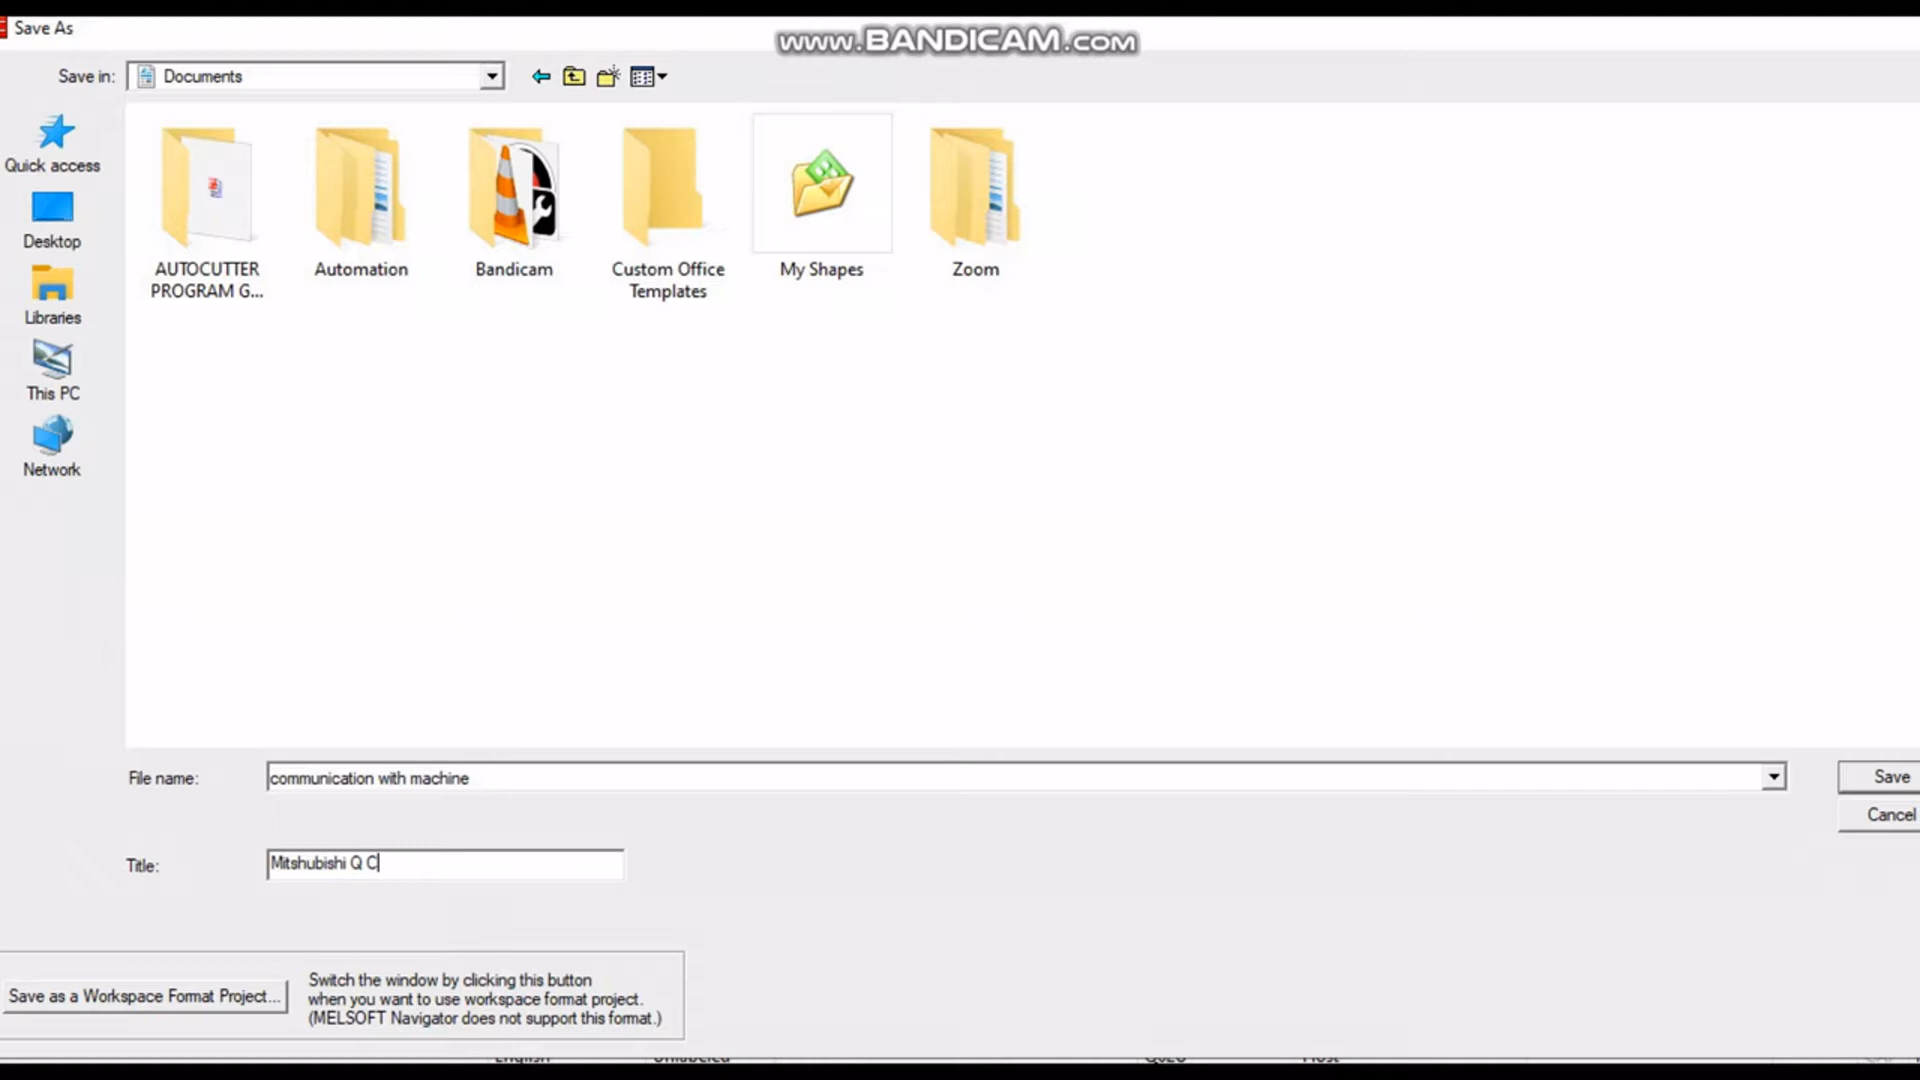 Save As
www.BANDICAM.com
Save in:
Documents
Quick access
Desktop
Libraries
This PC
Network
AUTOCUTTER
PROGRAM G...
Automation
Bandicam
Custom Office
Templates
My Shapes
Zoom
File name:
communication with machine
Save
Cancel
Title:
Mitshubishi Q C
Save as a Workspace Format Project...
Switch the window by clicking this button
when you want to use workspace format project.
(MELSOFT Navigator does not support this format.)
English
Unlabeled
Host